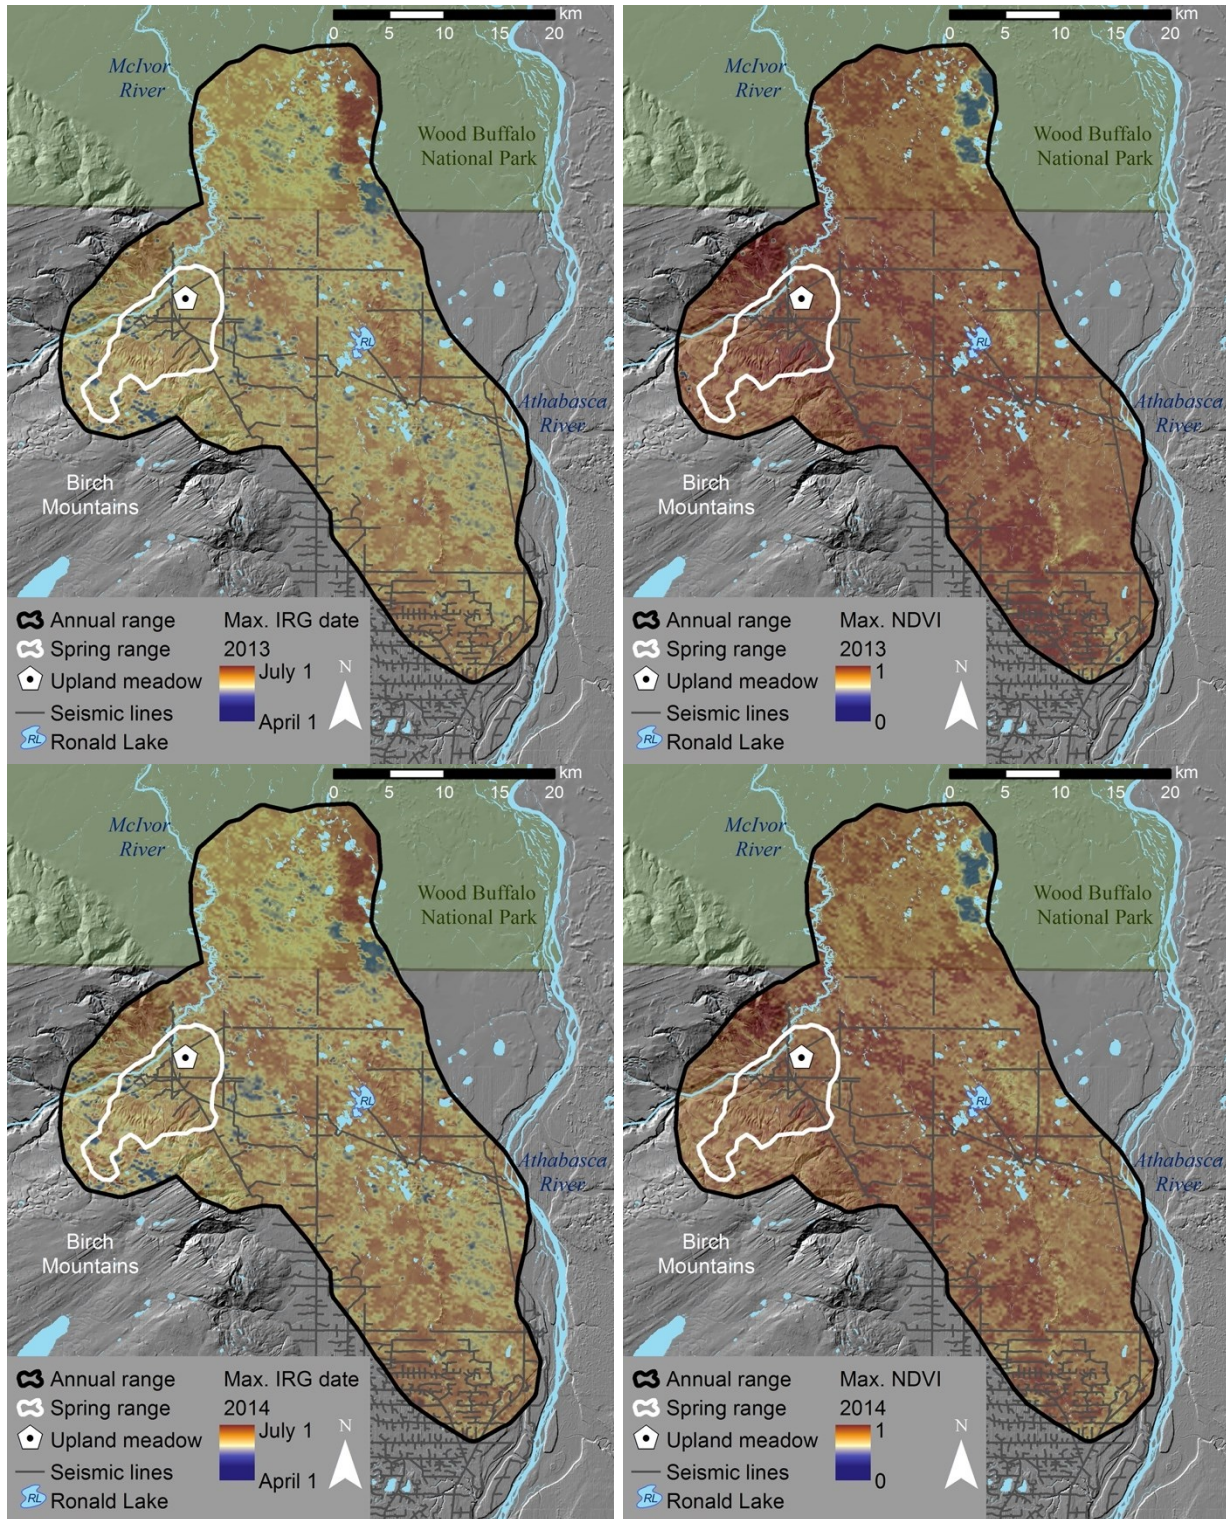 km
0 5 10 15 20
McIvor
River
Wood Buffalo
National Park
RL
Athabasca
River
Birch
Mountains
Annual range
Spring range
Upland meadow
Seismic lines
RL Ronald Lake
Max. IRG date
2013
July 1
April 1
N
km
0 5 10 15 20
McIvor
River
Wood Buffalo
National Park
RL
Athabasca
River
Birch
Mountains
Annual range
Spring range
Upland meadow
Seismic lines
RL Ronald Lake
Max. NDVI
2013
1
0
N
km
0 5 10 15 20
McIvor
River
Wood Buffalo
National Park
RL
Athabasca
River
Birch
Mountains
Annual range
Spring range
Upland meadow
Seismic lines
RL Ronald Lake
Max. IRG date
2014
July 1
April 1
N
km
0 5 10 15 20
McIvor
River
Wood Buffalo
National Park
RL
Athabasca
River
Birch
Mountains
Annual range
Spring range
Upland meadow
Seismic lines
RL Ronald Lake
Max. NDVI
2014
1
0
N